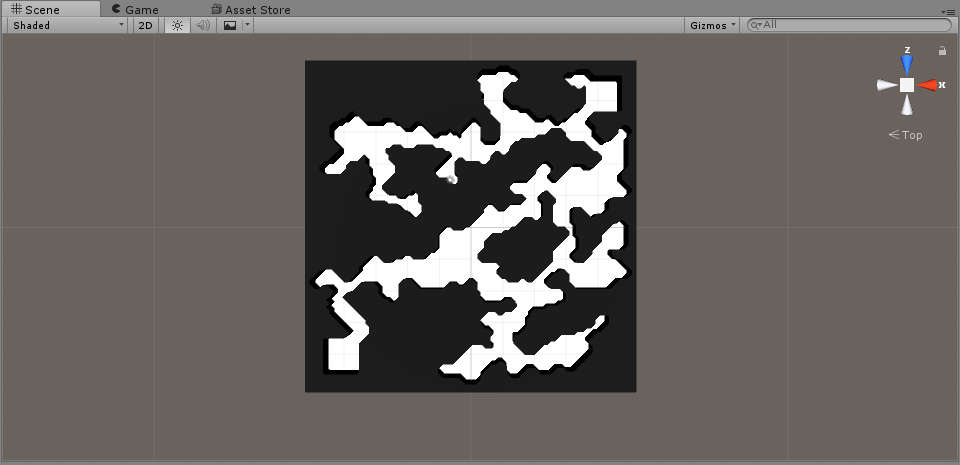 Scene Game Asset Store
Shaded 2D Gizmos All
z
x
Top